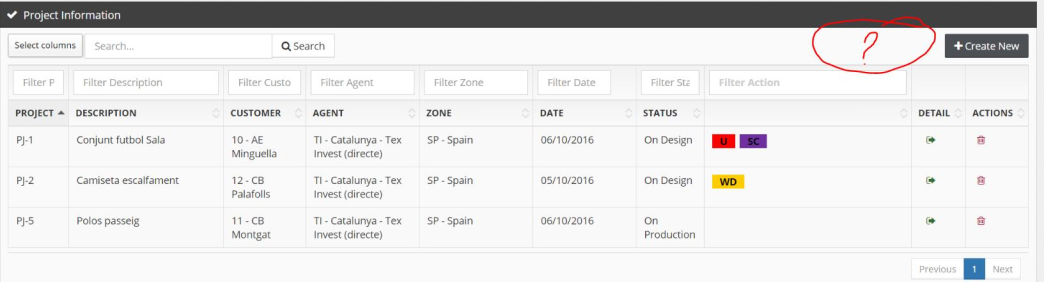 Project Information
Select columns Search... Search ? Create New
Filter P Filter Description Filter Custo Filter Agent Filter Zone Filter Date Filter Sta Filter Action
PROJECT DESCRIPTION CUSTOMER AGENT ZONE DATE STATUS DETAIL ACTIONS
PJ-1 Conjunt futbol Sala 10 - AE TI - Catalunya - Tex SP - Spain 06/10/2016 On Design U SC
Minguella Invest (directe)
PJ-2 Camiseta escalfament 12 - CB TI - Catalunya - Tex SP - Spain 05/10/2016 On Design WD
Palafolls Invest (directe)
PJ-5 Polos passeig 11 - CB TI - Catalunya - Tex SP - Spain 06/10/2016 On
Montgat Invest (directe) Production
Previous 1 Next